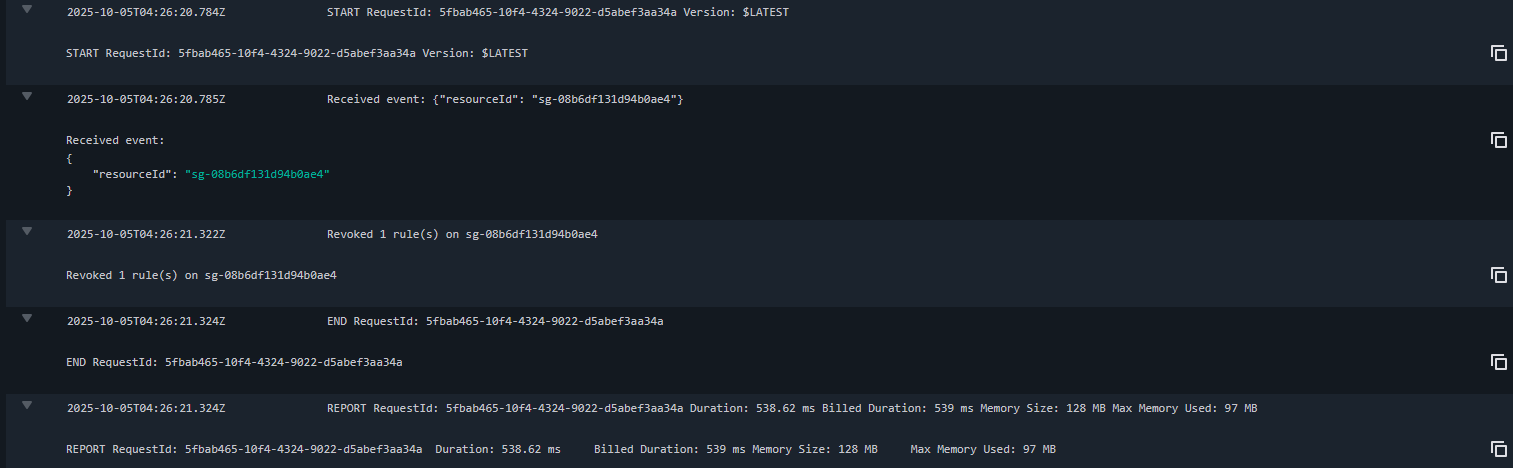 2025-10-05T04:26:20.784Z START RequestId: 5fbab465-10f4-4324-9022-d5abef3aa34a Version: $LATEST
START RequestId: 5fbab465-10f4-4324-9022-d5abef3aa34a Version: $LATEST
2025-10-05T04:26:20.785Z Received event: {"resourceId": "sg-08b6df131d94b0ae4"}
Received event:
{
    "resourceId": "sg-08b6df131d94b0ae4"
}
2025-10-05T04:26:21.322Z Revoked 1 rule(s) on sg-08b6df131d94b0ae4
Revoked 1 rule(s) on sg-08b6df131d94b0ae4
2025-10-05T04:26:21.324Z END RequestId: 5fbab465-10f4-4324-9022-d5abef3aa34a
END RequestId: 5fbab465-10f4-4324-9022-d5abef3aa34a
2025-10-05T04:26:21.324Z REPORT RequestId: 5fbab465-10f4-4324-9022-d5abef3aa34a Duration: 538.62 ms Billed Duration: 539 ms Memory Size: 128 MB Max Memory Used: 97 MB
REPORT RequestId: 5fbab465-10f4-4324-9022-d5abef3aa34a Duration: 538.62 ms Billed Duration: 539 ms Memory Size: 128 MB Max Memory Used: 97 MB